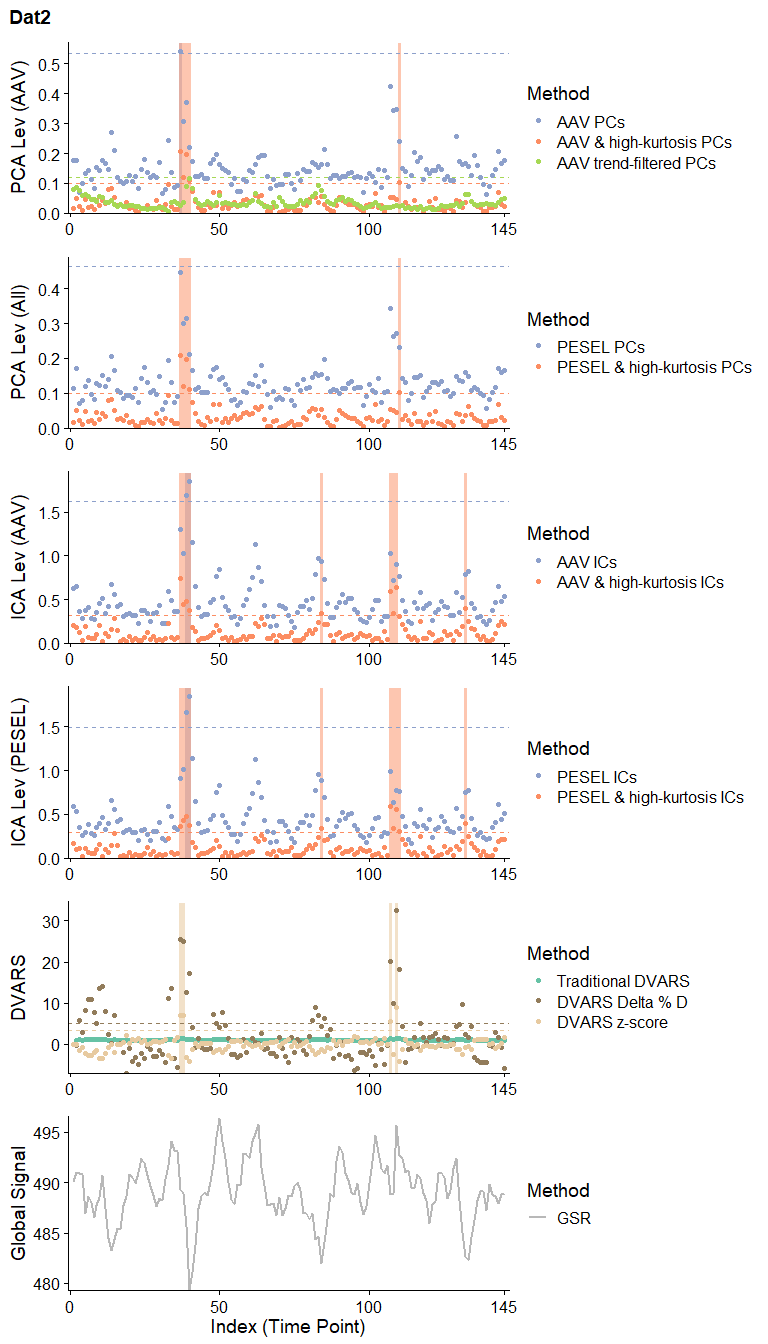 Dat2
PCA Lev (AAV)
0.5
0.4
0.3
0.2
0.1
0.0
0 50 100 145
Method
AAV PCs
AAV & high-kurtosis PCs
AAV trend-filtered PCs
PCA Lev (All)
0.4
0.3
0.2
0.1
0.0
0 50 100 145
Method
PESEL PCs
PESEL & high-kurtosis PCs
ICA Lev (AAV)
1.5
1.0
0.5
0.0
0 50 100 145
Method
AAV ICs
AAV & high-kurtosis ICs
ICA Lev (PESEL)
1.5
1.0
0.5
0.0
0 50 100 145
Method
PESEL ICs
PESEL & high-kurtosis ICs
DVARS
30
20
10
0
0 50 100 145
Method
Traditional DVARS
DVARS Delta % D
DVARS z-score
Global Signal
495
490
485
480
0 50 100 145
Index (Time Point)
Method
GSR